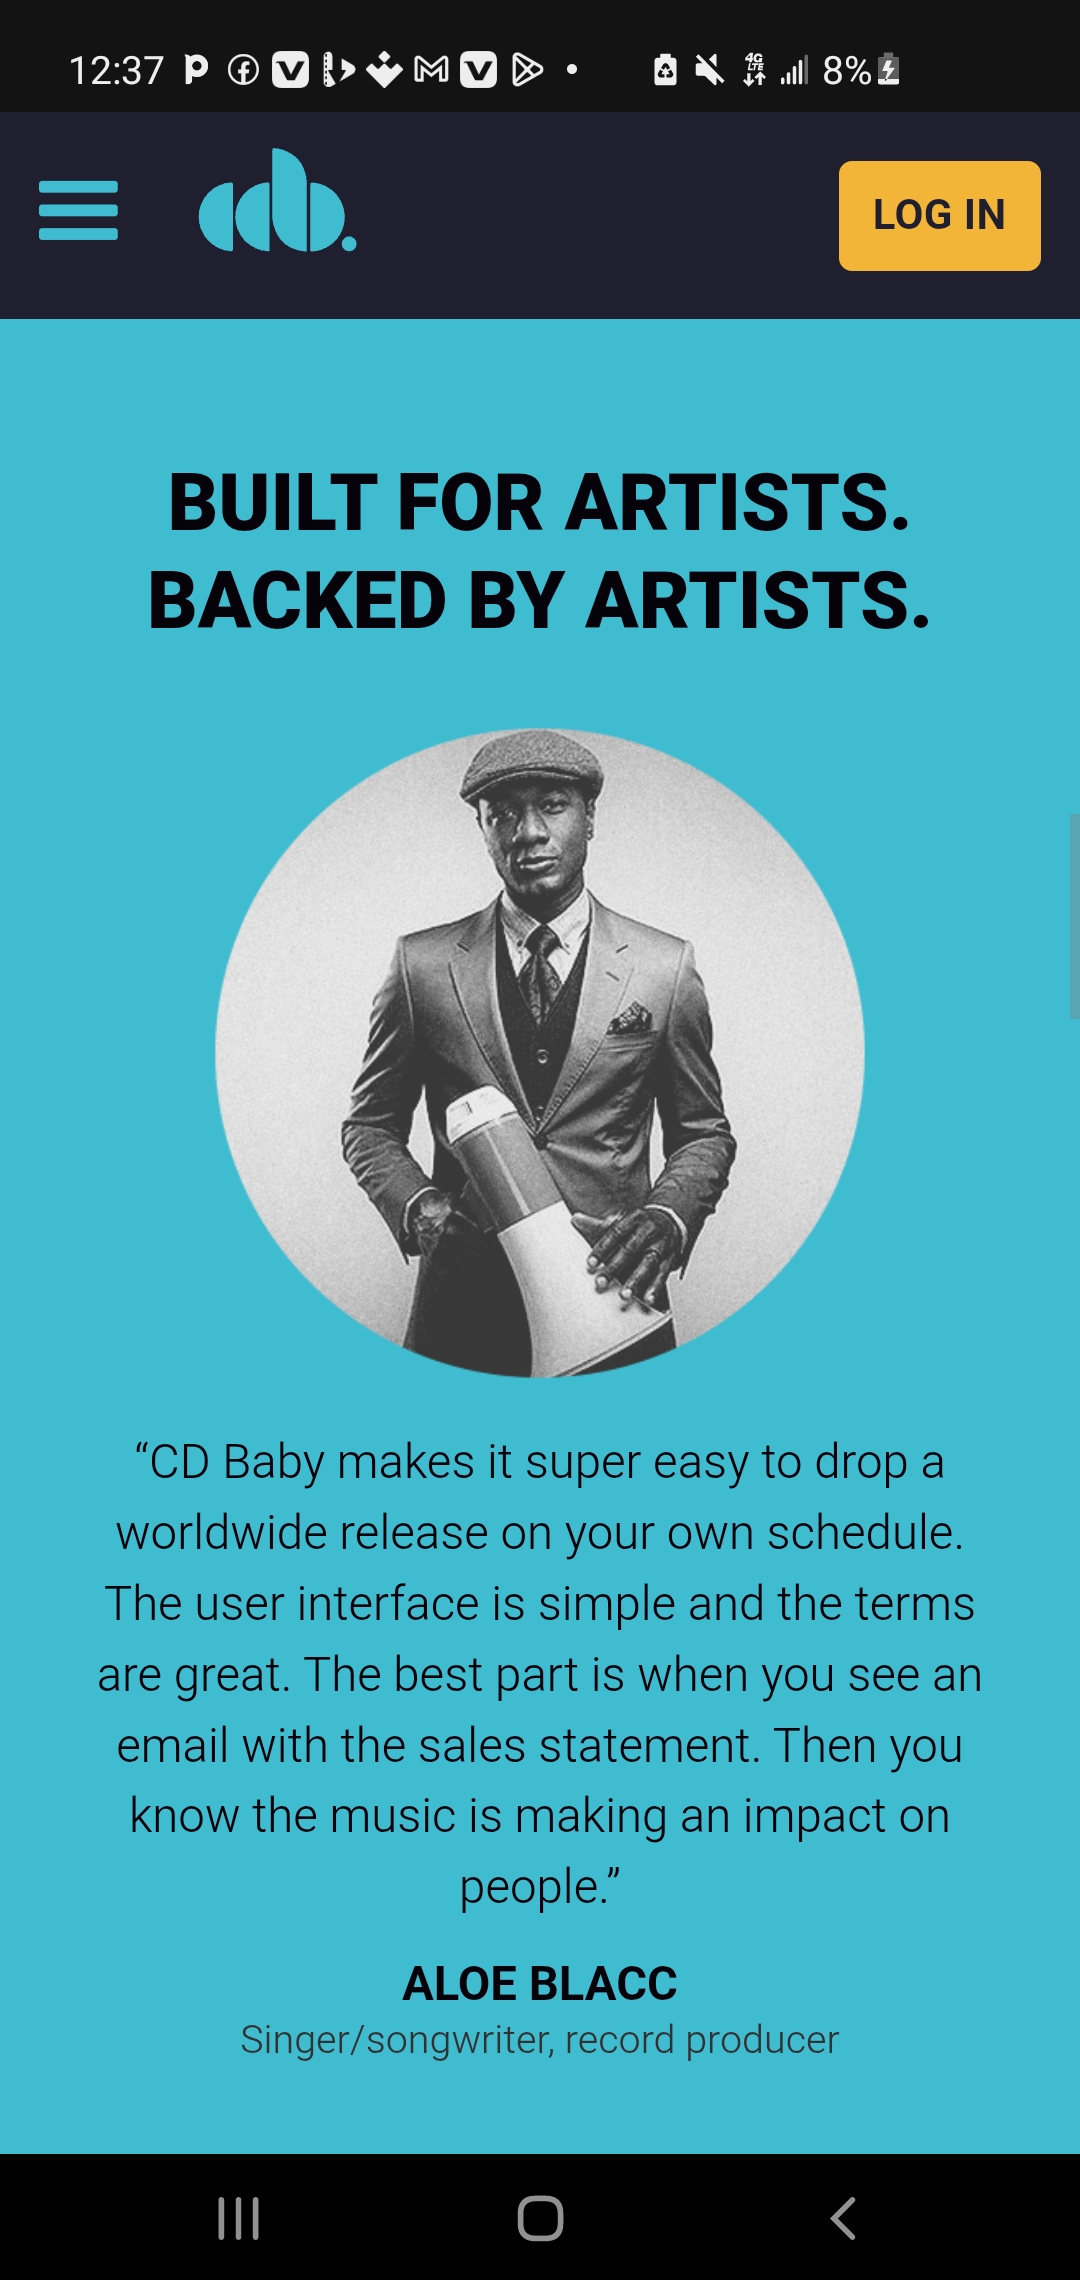 12:37
4G
LTE
8%
cdb.
LOG IN
BUILT FOR ARTISTS.
BACKED BY ARTISTS.
“CD Baby makes it super easy to drop a
worldwide release on your own schedule.
The user interface is simple and the terms
are great. The best part is when you see an
email with the sales statement. Then you
know the music is making an impact on
people.”
ALOE BLACC
Singer/songwriter, record producer